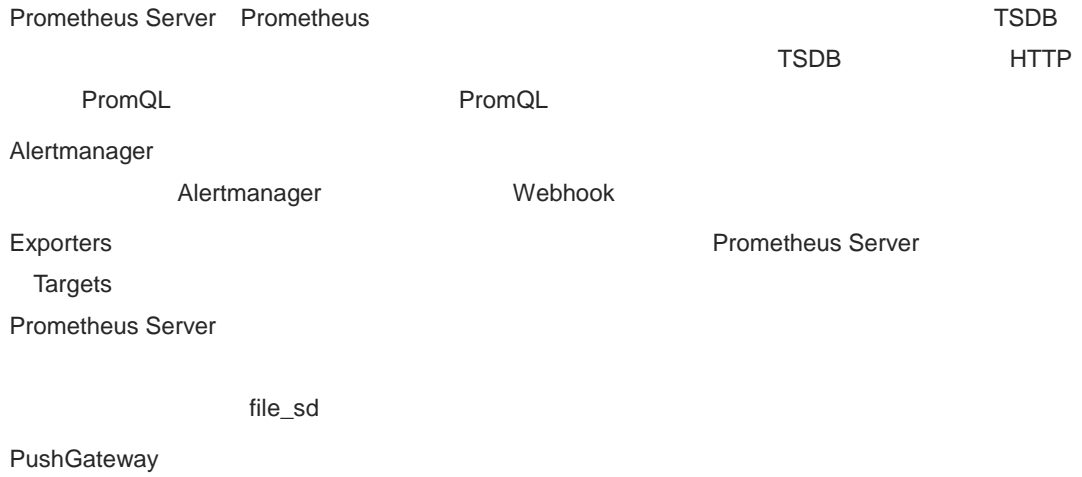 Prometheus Server Prometheus TSDB
TSDB HTTP
PromQL PromQL
Alertmanager
Alertmanager Webhook
Exporters Prometheus Server
Targets
Prometheus Server
file_sd
PushGateway